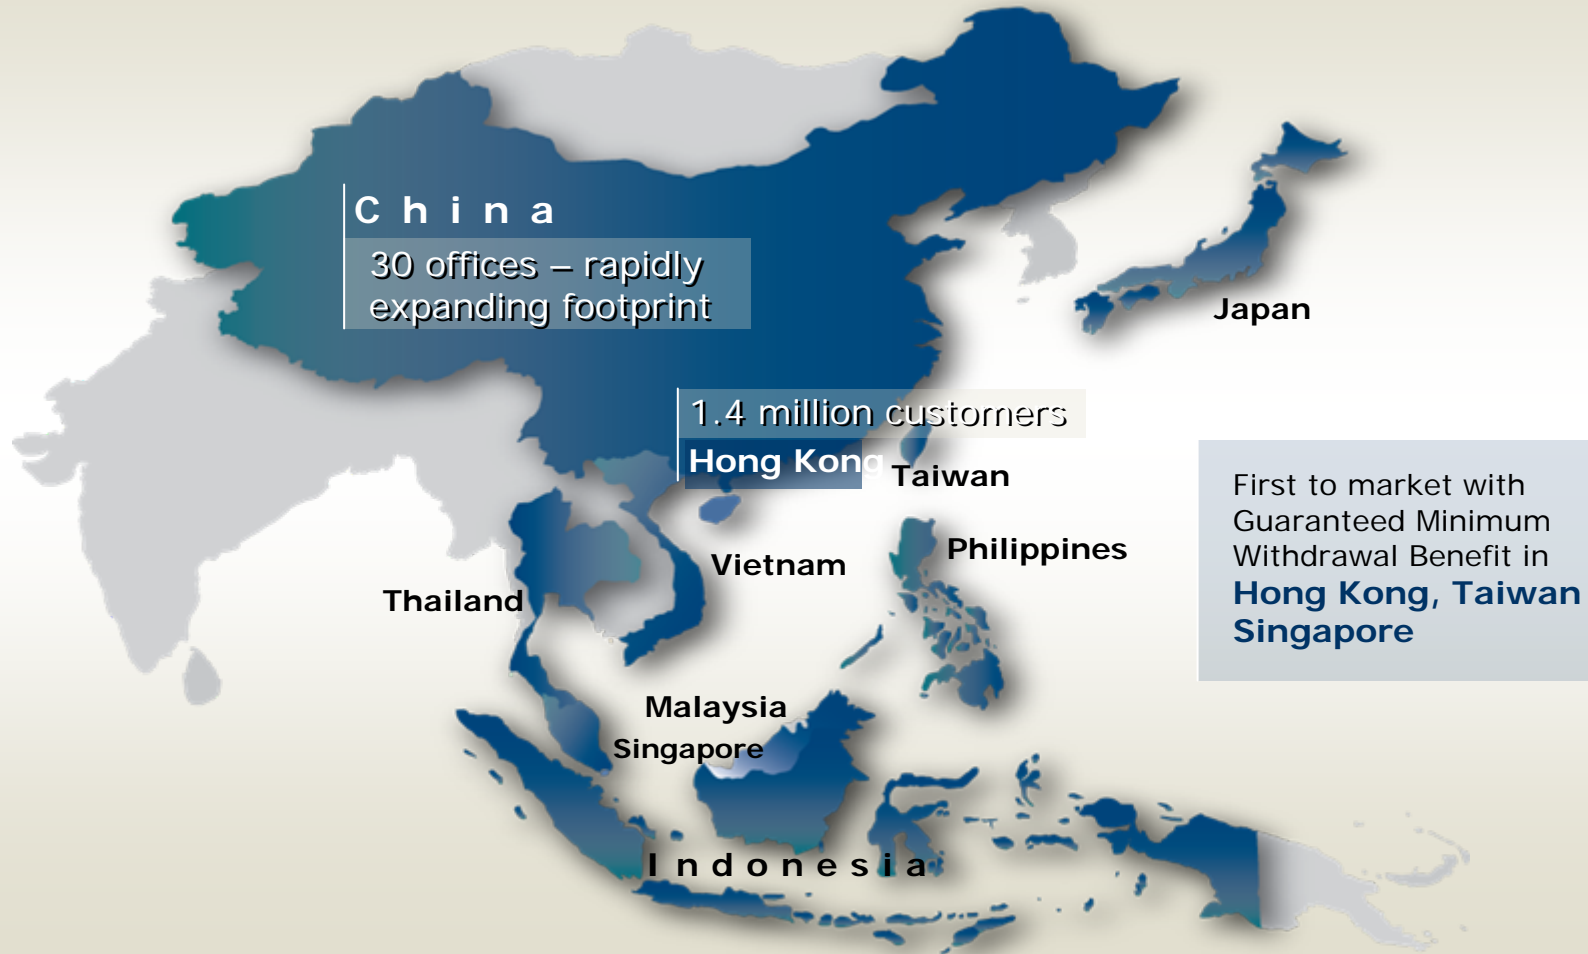 China
30 offices – rapidly
expanding footprint
Japan
1.4 million customers
Hong Kong
Taiwan
First to market with
Guaranteed Minimum
Withdrawal Benefit in
Hong Kong, Taiwan
Singapore
Philippines
Vietnam
Thailand
Malaysia
Singapore
Indonesia